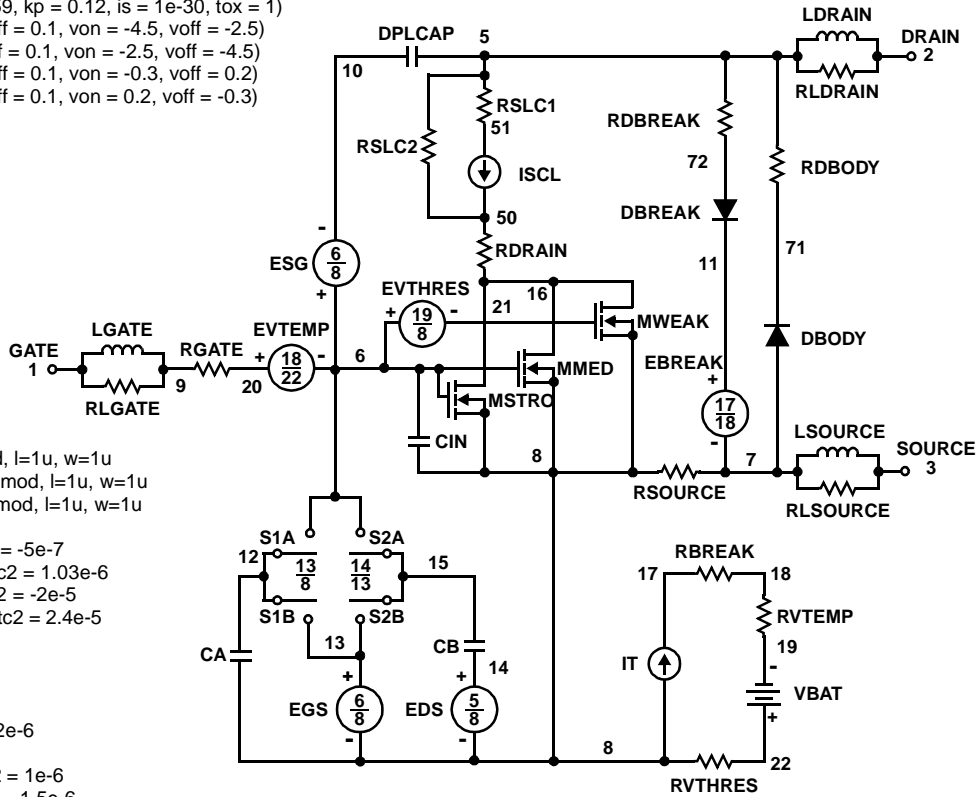 59, kp = 0.12, is = 1e-30, tox = 1)
off = 0.1, von = -4.5, voff = -2.5)
ff = 0.1, von = -2.5, voff = -4.5)
ff = 0.1, von = -0.3, voff = 0.2)
ff = 0.1, von = 0.2, voff = -0.3)
DPLCAP
5
10
LDRAIN
DRAIN
2
RLDRAIN
RSLC1
51
RSLC2
ISCL
RDBREAK
72
RDBODY
DBREAK
50
RDRAIN
71
11
ESG
6
8
-
+
EVTHRES
+
19
8
-
21
16
MWEAK
LGATE
GATE
1
RLGATE
9
RGATE
20
EVTEMP
+
18
22
-
6
MMED
MSTRO
DBODY
EBREAK
+
17
18
-
CIN
8
RSOURCE
7
LSOURCE
SOURCE
3
RLSOURCE
d, l=1u, w=1u
mod, l=1u, w=1u
mod, l=1u, w=1u
= -5e-7
c2 = 1.03e-6
2 = -2e-5
tc2 = 2.4e-5
2e-6
2 = 1e-6
S1A
S2A
12
13
8
14
13
15
S1B
S2B
13
CA
CB
14
+
EGS
6
8
-
+
EDS
5
8
-
RBREAK
17
18
RVTEMP
19
-
IT
VBAT
+
8
22
RVTHRES